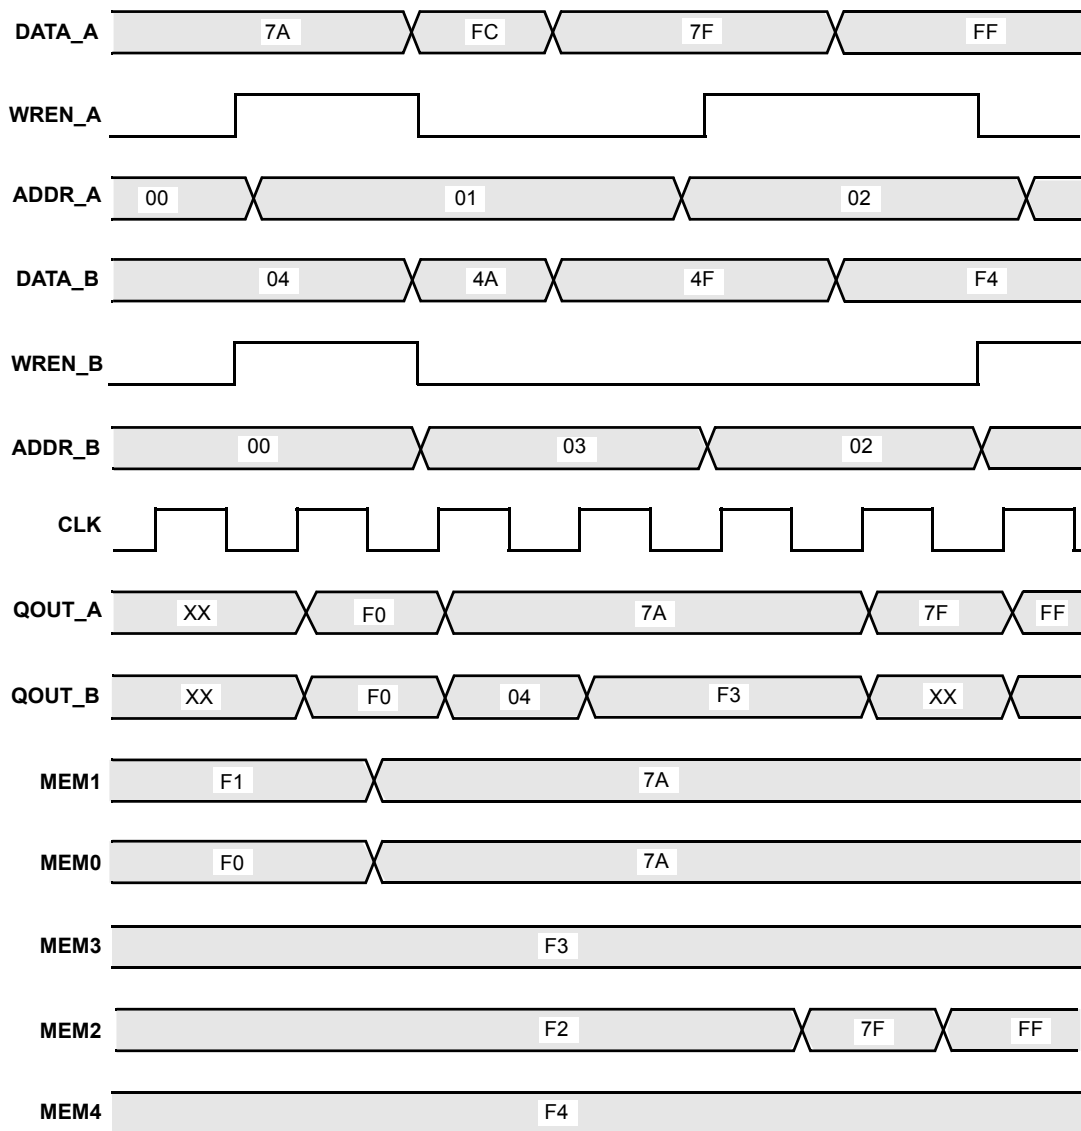 DATA_A 7A FC 7F FF
WREN_A
ADDR_A 00 01 02
DATA_B 04 4A 4F F4
WREN_B
ADDR_B 00 03 02
CLK
QOUT_A XX F0 7A 7F FF
QOUT_B XX F0 04 F3 XX
MEM1 F1 7A
MEM0 F0 7A
MEM3 F3
MEM2 F2 7F FF
MEM4 F4